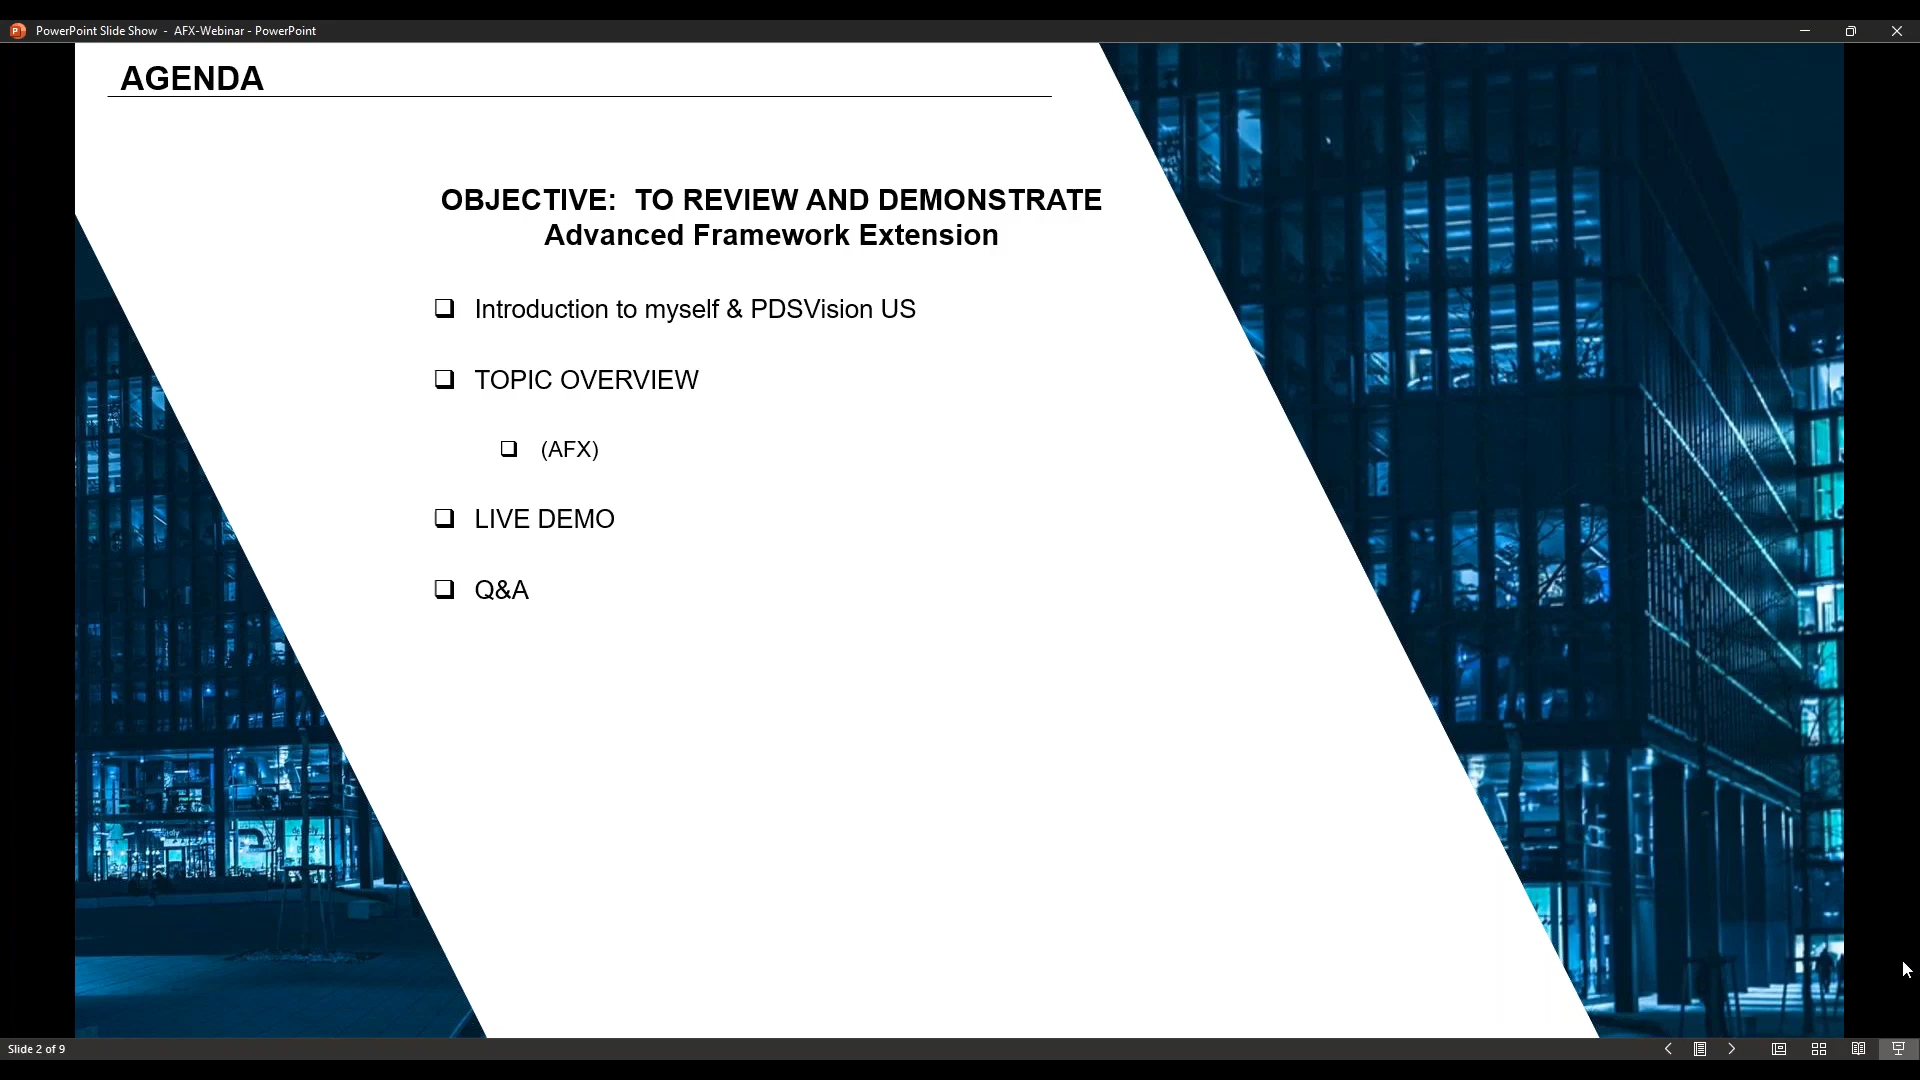 PowerPoint Slide Show - AFX-Webinar - PowerPoint
AGENDA
OBJECTIVE: TO REVIEW AND DEMONSTRATE
Advanced Framework Extension
❑ Introduction to myself & PDSVision US
❑ TOPIC OVERVIEW
❑ (AFX)
❑ LIVE DEMO
❑ Q&A
Slide 2 of 9